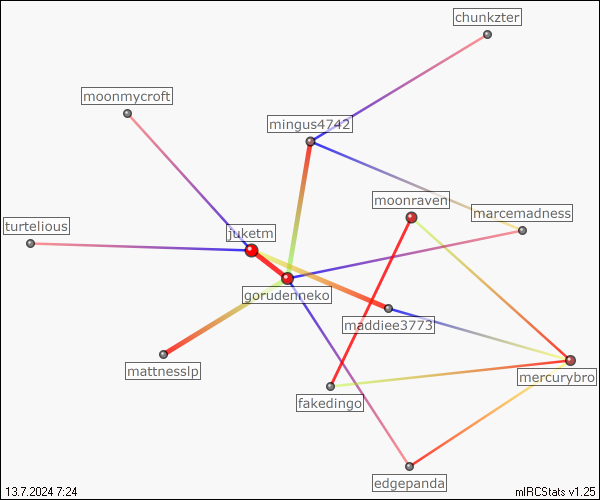 chunkzter
moonmycroft
mingus4742
moonraven
marcemadness
turtelious
juketm
gorudenneko
maddiee3773
mattnesslp
mercurybro
fakedingo
edgepanda
13.7.2024 7:24
mIRCStats v1.25